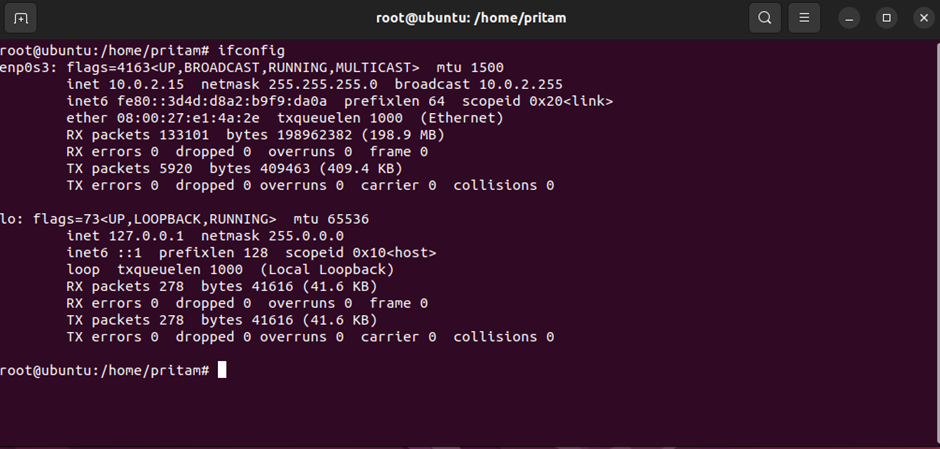 root@ubuntu: /home/pritam
root@ubuntu:/home/pritam# ifconfig
enp0s3: flags=4163<UP,BROADCAST,RUNNING,MULTICAST>  mtu 1500
        inet 10.0.2.15  netmask 255.255.255.0  broadcast 10.0.2.255
        inet6 fe80::3d4d:d8a2:b9f9:da0a  prefixlen 64  scopeid 0x20<link>
        ether 08:00:27:e1:4a:2e  txqueuelen 1000  (Ethernet)
        RX packets 133101  bytes 198962382 (198.9 MB)
        RX errors 0  dropped 0  overruns 0  frame 0
        TX packets 5920  bytes 409463 (409.4 KB)
        TX errors 0  dropped 0 overruns 0  carrier 0  collisions 0
lo: flags=73<UP,LOOPBACK,RUNNING>  mtu 65536
        inet 127.0.0.1  netmask 255.0.0.0
        inet6 ::1  prefixlen 128  scopeid 0x10<host>
        loop  txqueuelen 1000  (Local Loopback)
        RX packets 278  bytes 41616 (41.6 KB)
        RX errors 0  dropped 0  overruns 0  frame 0
        TX packets 278  bytes 41616 (41.6 KB)
        TX errors 0  dropped 0 overruns 0  carrier 0  collisions 0
root@ubuntu:/home/pritam#